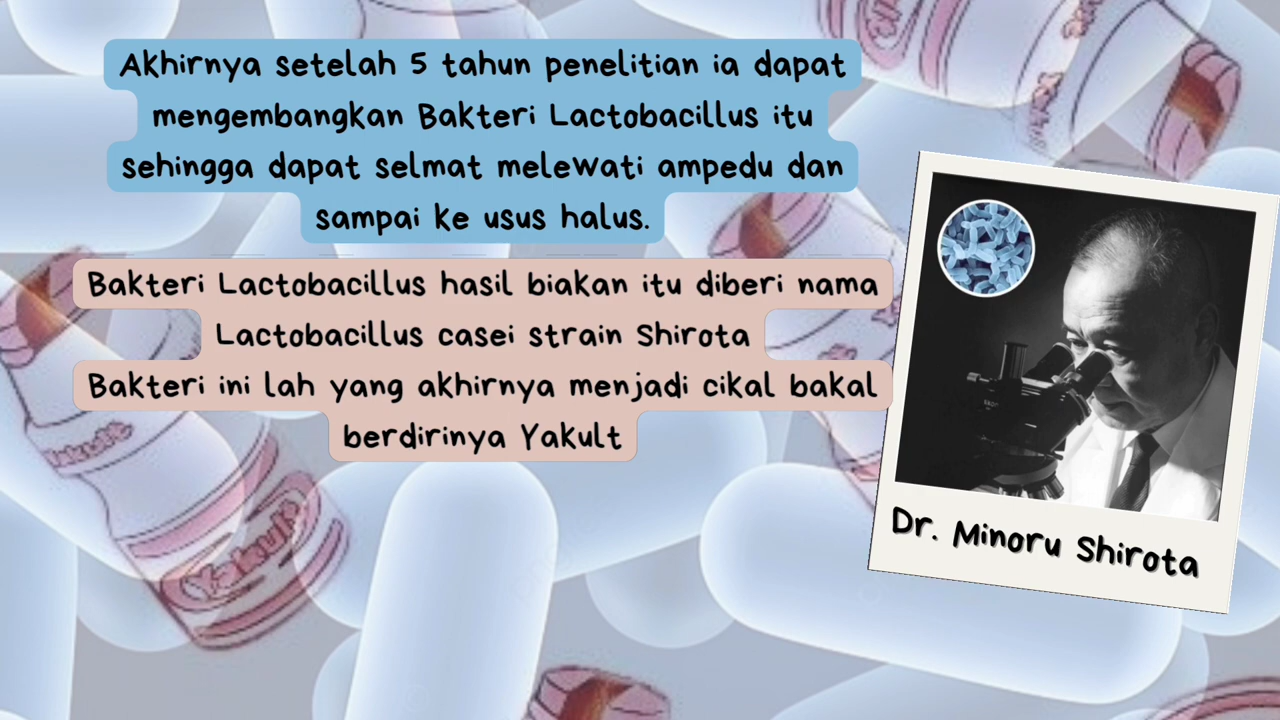 Akhirnya setelah 5 tahun penelitian ia dapat
mengembangkan Bakteri Lactobacillus itu
sehingga dapat selmat melewati ampedu dan
sampai ke usus halus.
Bakteri Lactobacillus hasil biakan itu diberi nama
Lactobacillus casei strain Shirota
Bakteri ini lah yang akhirnya menjadi cikal bakal
berdirinya Yakult
Dr. Minoru Shirota
Yakult
Yakult